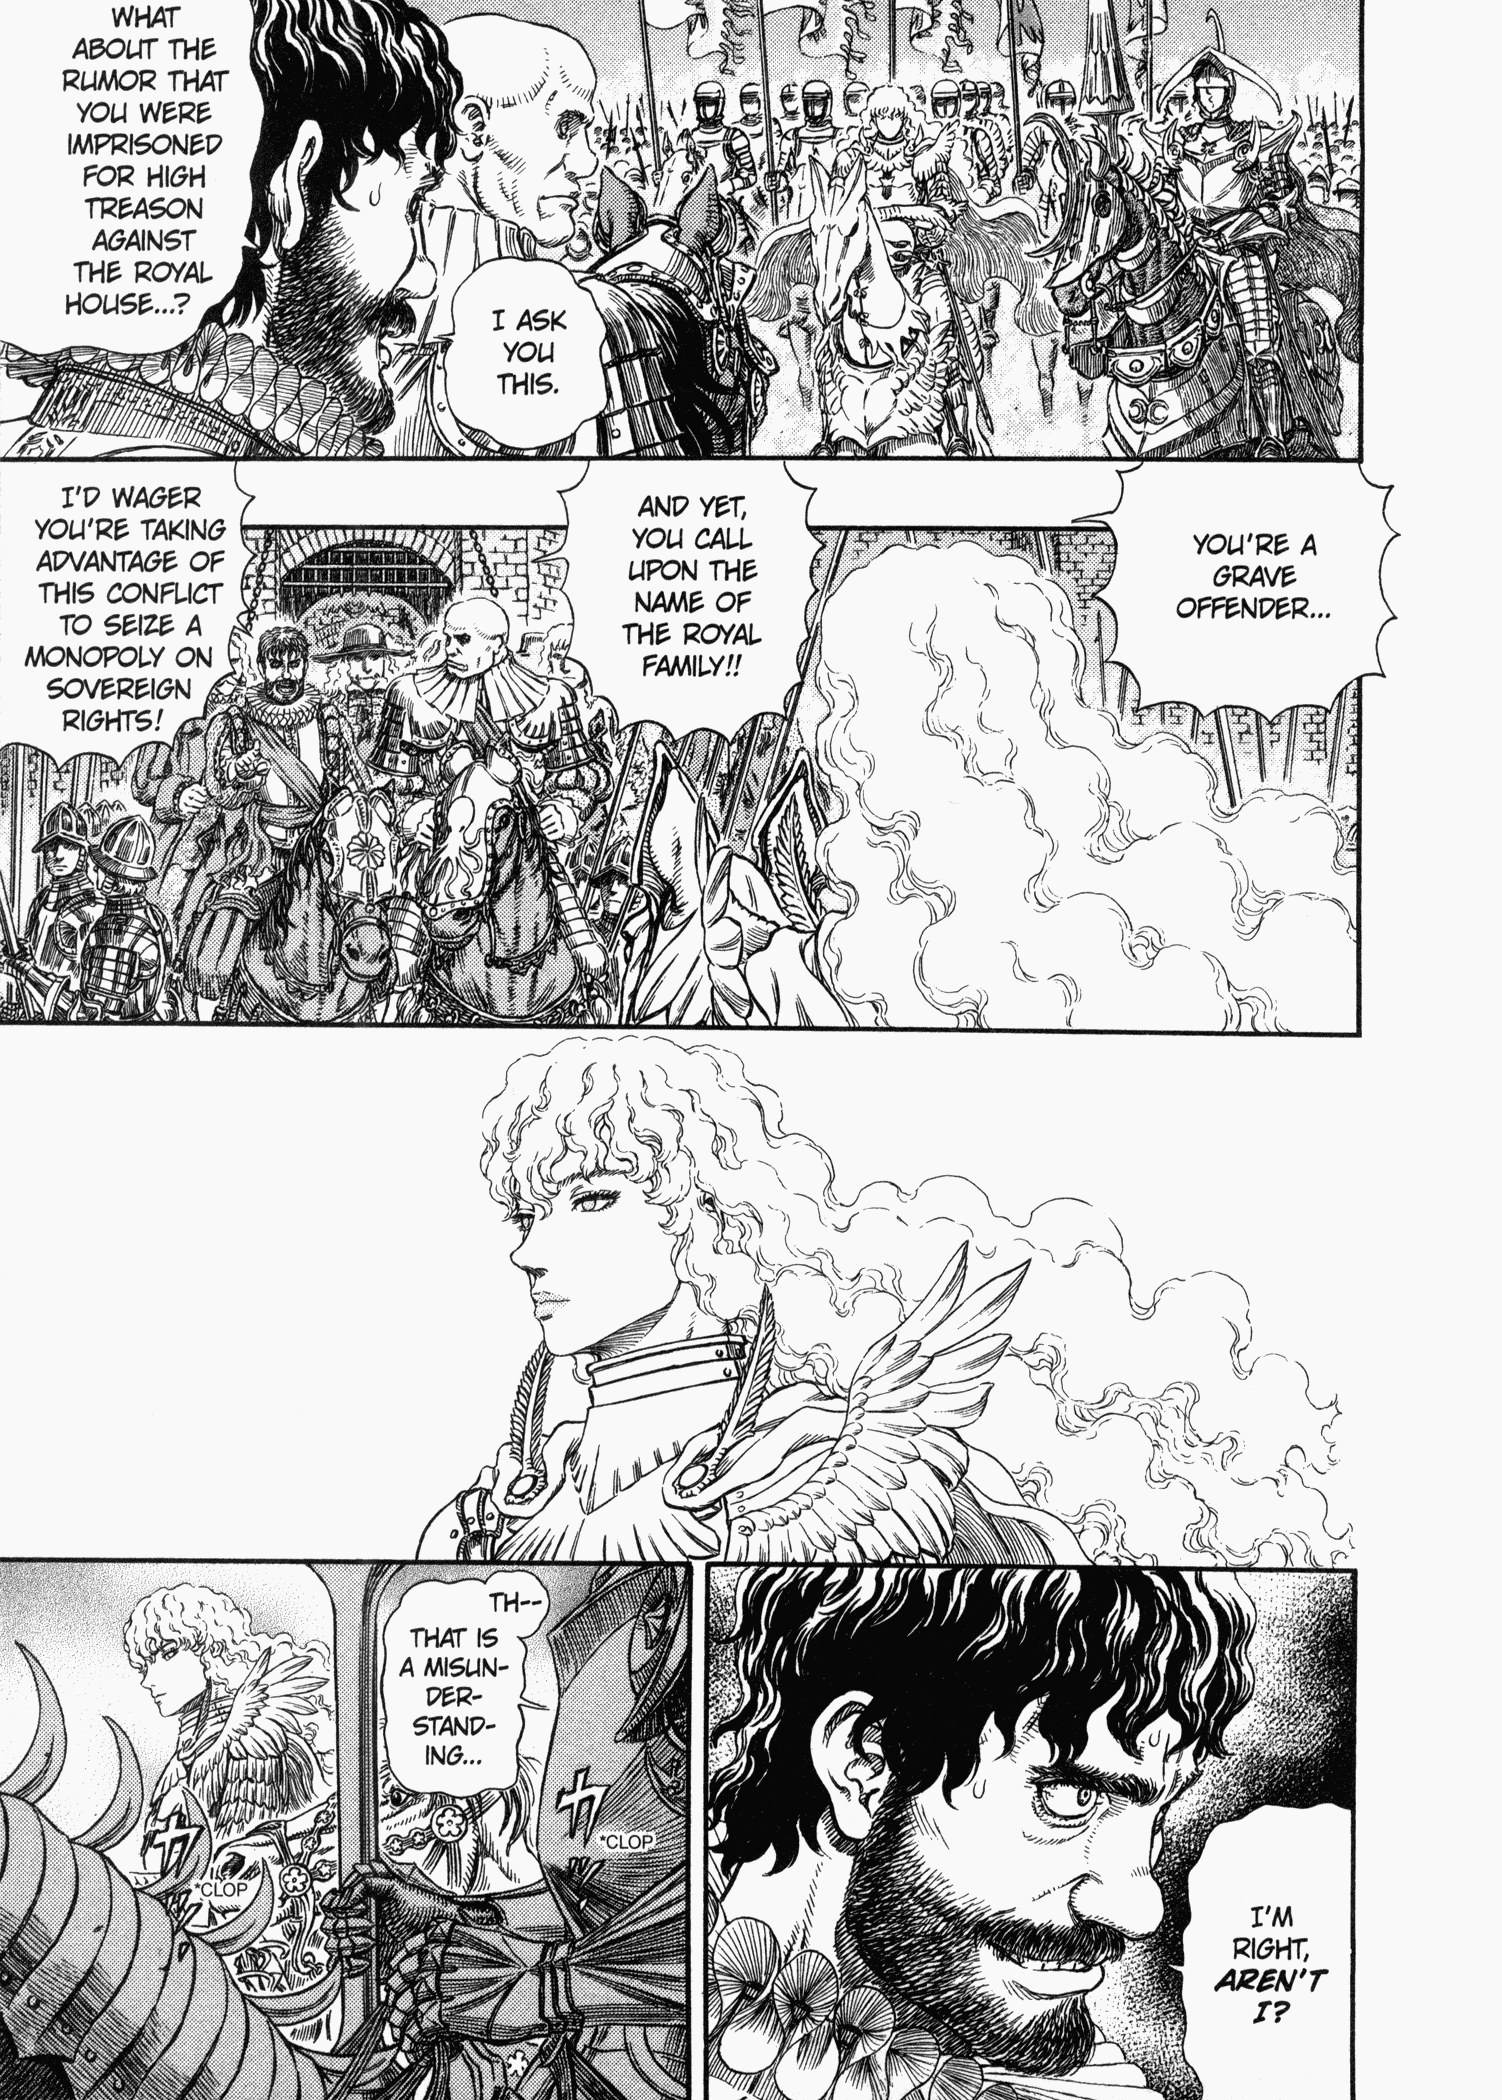 I ASK
YOU
THIS.
WHAT
ABOUT THE
RUMOR THAT
YOU WERE
IMPRISONED
FOR HIGH
TREASON
AGAINST
THE ROYAL
HOUSE...?
YOU'RE A
GRAVE
OFFENDER...
AND YET,
YOU CALL
UPON THE
NAME OF
THE ROYAL
FAMILY!!
I'D WAGER
YOU'RE TAKING
ADVANTAGE OF
THIS CONFLICT
TO SEIZE A
MONOPOLY ON
SOVEREIGN
RIGHTS!
I'M
RIGHT,
AREN'T
I?
TH--
THAT IS
A MISUN-
DER-
STAND-
ING...
*CLOP
*CLOP